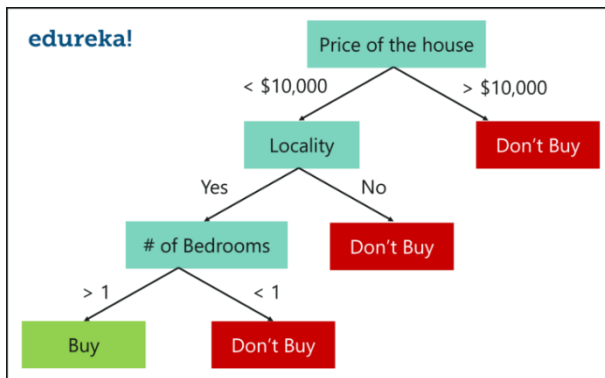 edureka!
Price of the house
< $10,000
> $10,000
Locality
Don't Buy
Yes
No
# of Bedrooms
Don't Buy
> 1
< 1
Buy
Don't Buy